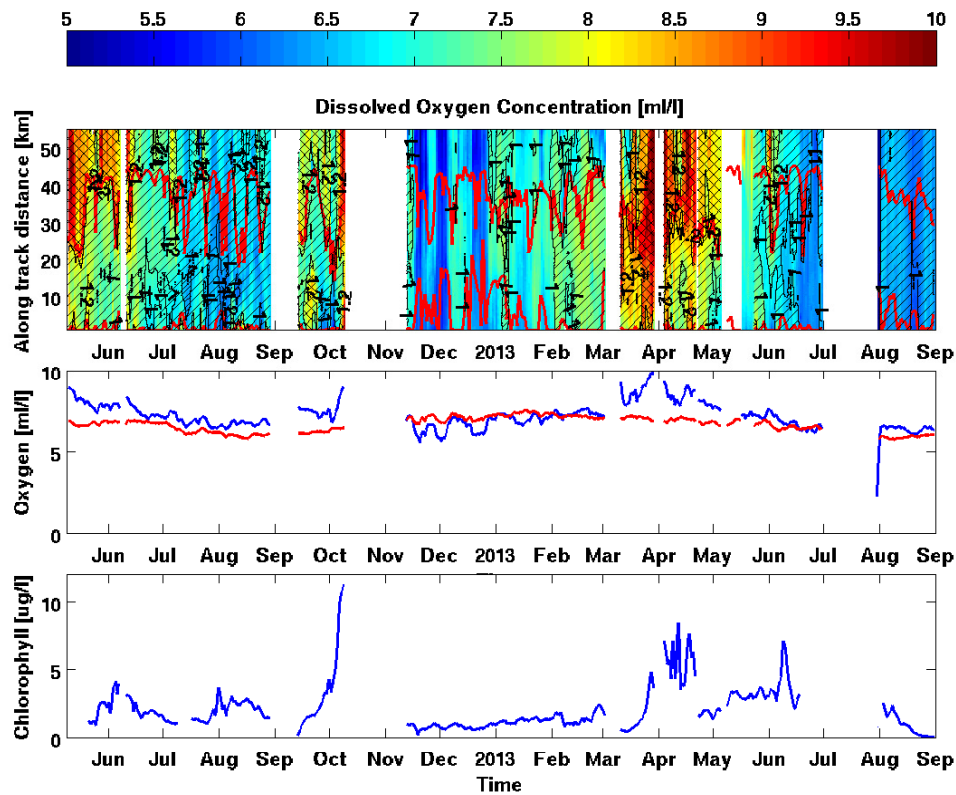 5 5.5 6 6.5 7 7.5 8 8.5 9 9.5 10
Dissolved Oxygen Concentration [ml/l]
Along track distance [km]
50
40
30
20
10
Jun Jul Aug Sep Oct Nov Dec 2013 Feb Mar Apr May Jun Jul Aug Sep
Oxygen [ml/l]
10
5
0
Jun Jul Aug Sep Oct Nov Dec 2013 Feb Mar Apr May Jun Jul Aug Sep
Chlorophyll [ug/l]
10
5
0
Jun Jul Aug Sep Oct Nov Dec 2013 Feb Mar Apr May Jun Jul Aug Sep
Time